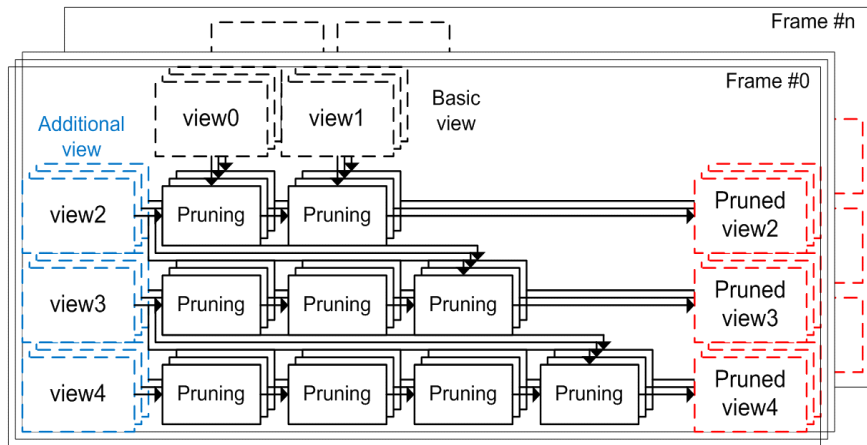 Frame #n
Frame #0
view0
view1
Basic
view
Additional
view
view2
Pruning
Pruning
Pruned
view2
view3
Pruning
Pruning
Pruning
Pruned
view3
view4
Pruning
Pruning
Pruning
Pruning
Pruned
view4